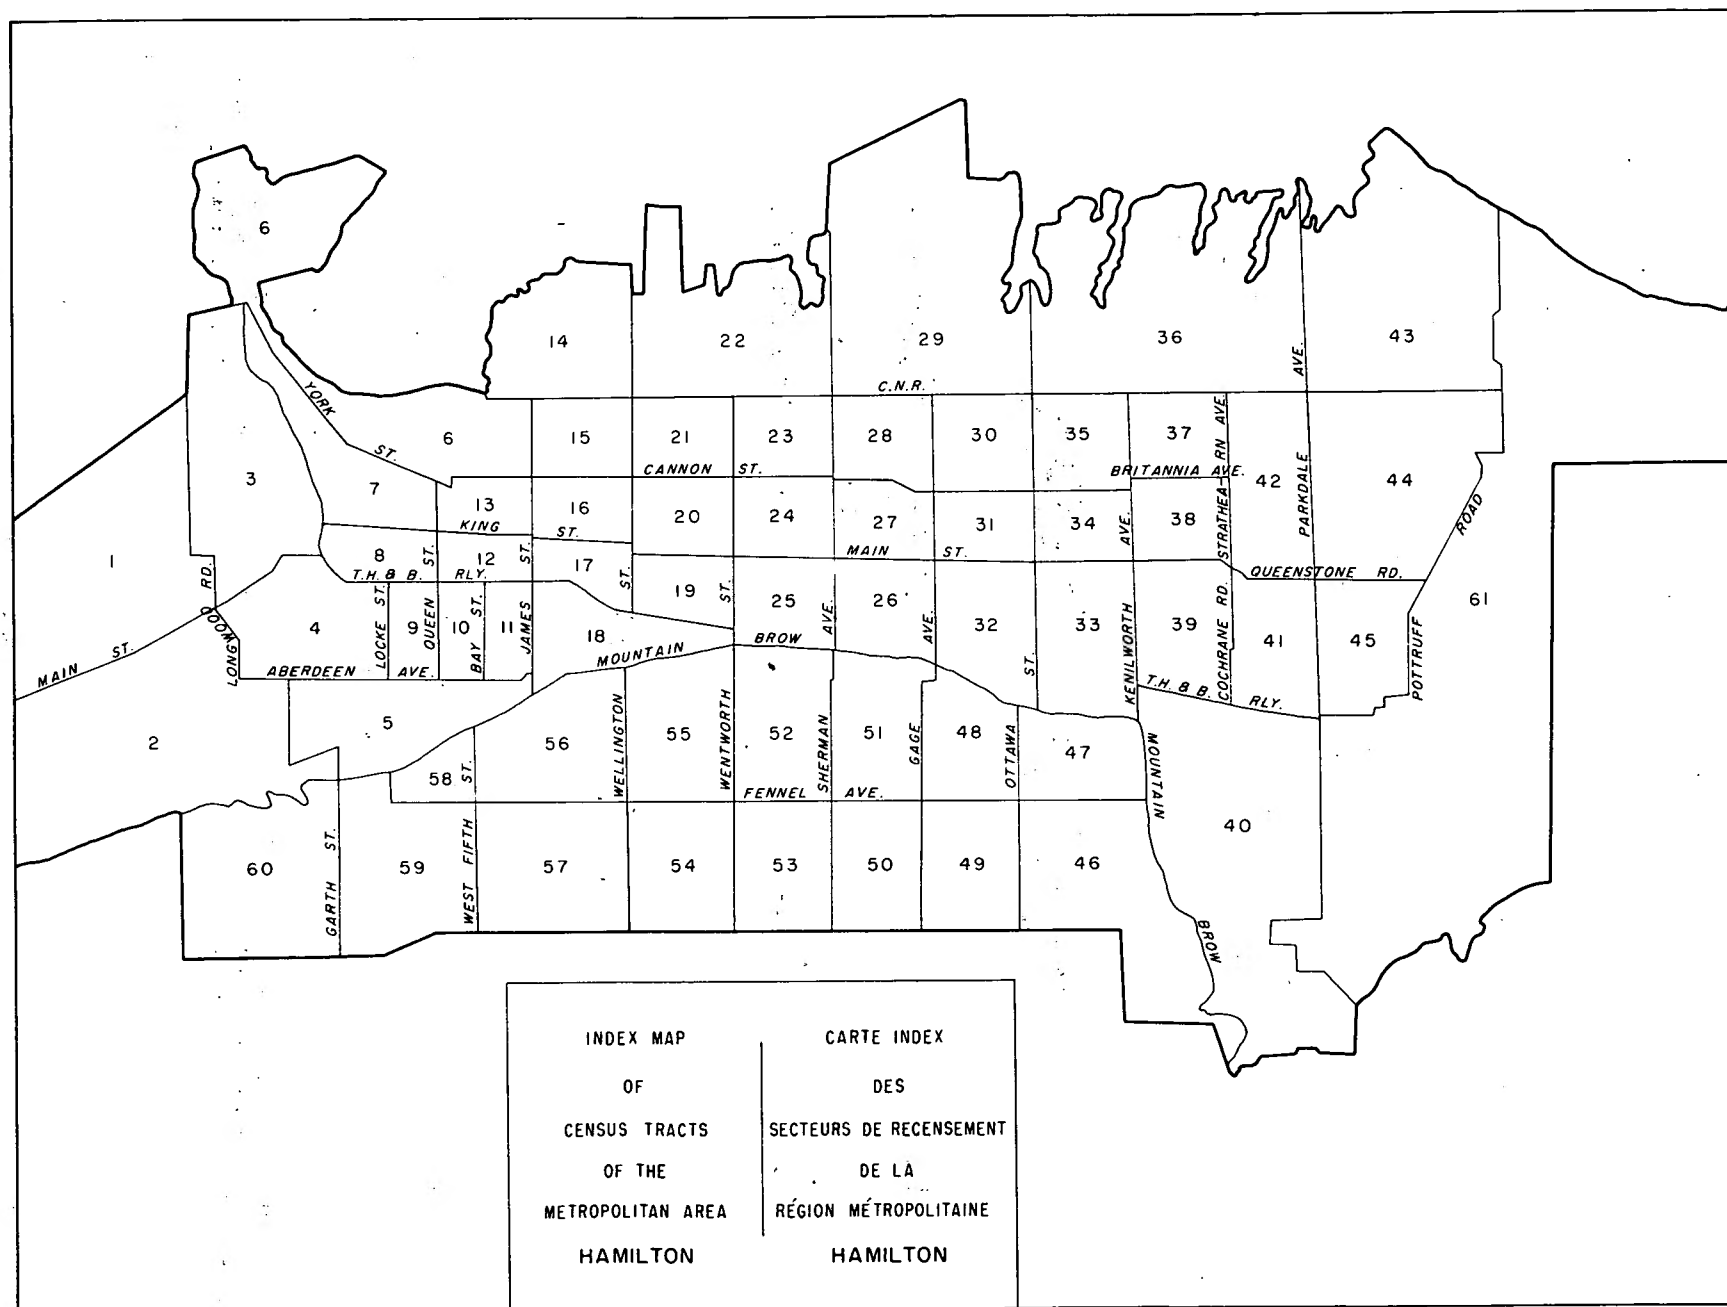 6
14
22
29
36
43
AVE.
C.N.R.
YORK
ST.
6
15
21
23
28
30
35
37
STRATHEARN AVE.
42
PARKDALE
44
3
7
13
16
CANNON ST.
BRITANNIA AVE.
KING
ST.
20
24
27
31
34
AVE.
38
ROAD
1
RD.
LONGWOOD
8
T.H. & B. RLY.
ST.
12
ST.
17
ST.
MAIN ST.
QUEENSTONE RD.
61
4
LOCKE ST.
9
QUEEN
10
BAY ST.
11
JAMES
18
19
ST.
25
AVE.
26
AVE.
32
33
KENILWORTH
39
COCHRANE RD.
41
45
POTTRUFF
MAIN ST.
ABERDEEN AVE.
MOUNTAIN
BROW
ST.
T.H. & B. RLY.
2
5
58
ST.
56
WELLINGTON
55
WENTWORTH
52
SHERMAN
51
GAGE
48
OTTAWA
47
MOUNTAIN
FENNEL AVE.
40
60
GARTH ST.
59
WEST FIFTH
57
54
53
50
49
46
BROW
INDEX MAP
OF
CENSUS TRACTS
OF THE
METROPOLITAN AREA
HAMILTON
CARTE INDEX
DES
SECTEURS DE RECENSEMENT
DE LA
RÉGION MÉTROPOLITAINE
HAMILTON